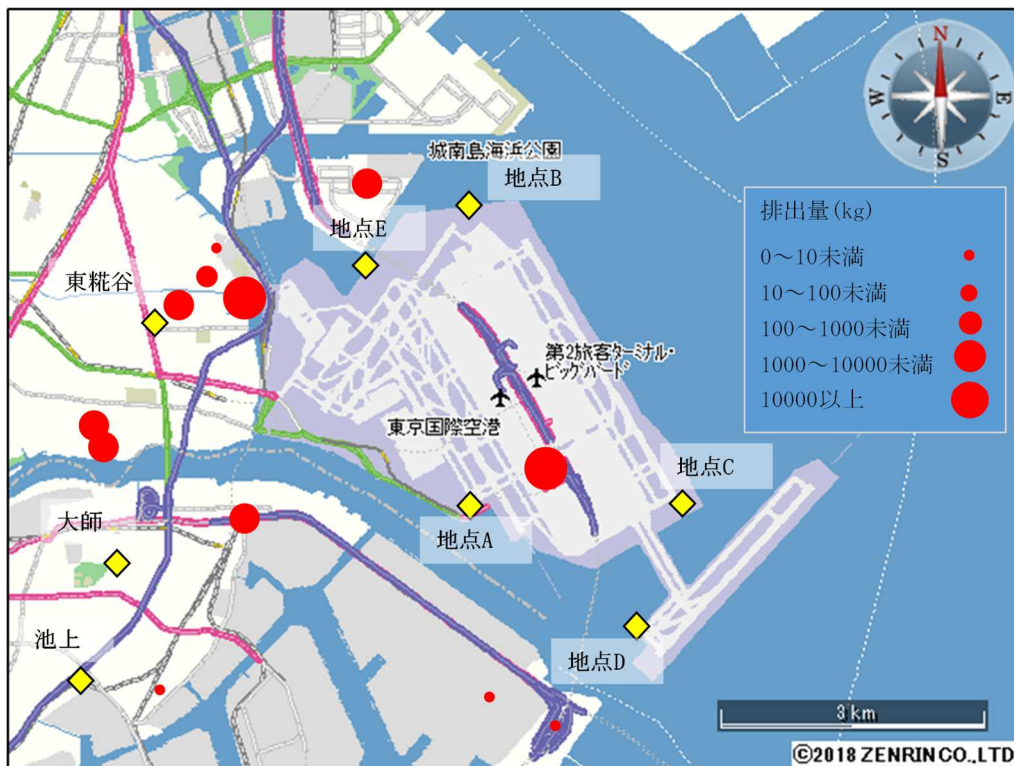 N
W
E
S
城南島海浜公園
地点B
地点E
排出量(kg)
0～10未満
10～100未満
100～1000未満
1000～10000未満
10000以上
東糀谷
第2旅客ターミナル・
ビッグバード
東京国際空港
地点C
地点A
大師
池上
地点D
3km
©2018 ZENRIN CO., LTD